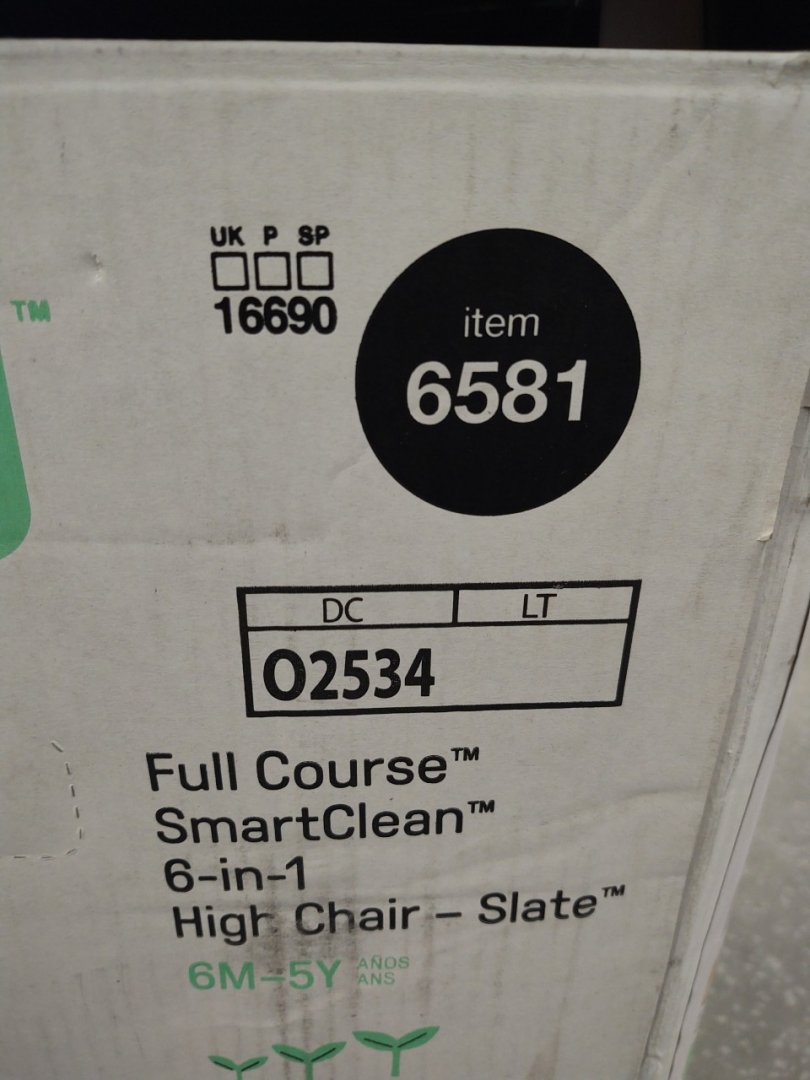 UK P SP
16690
TM
item
6581
DC LT
02534
Full Course™
SmartClean™
6-in-1
High Chair – Slate™
6M–5Y AÑOS
ANS